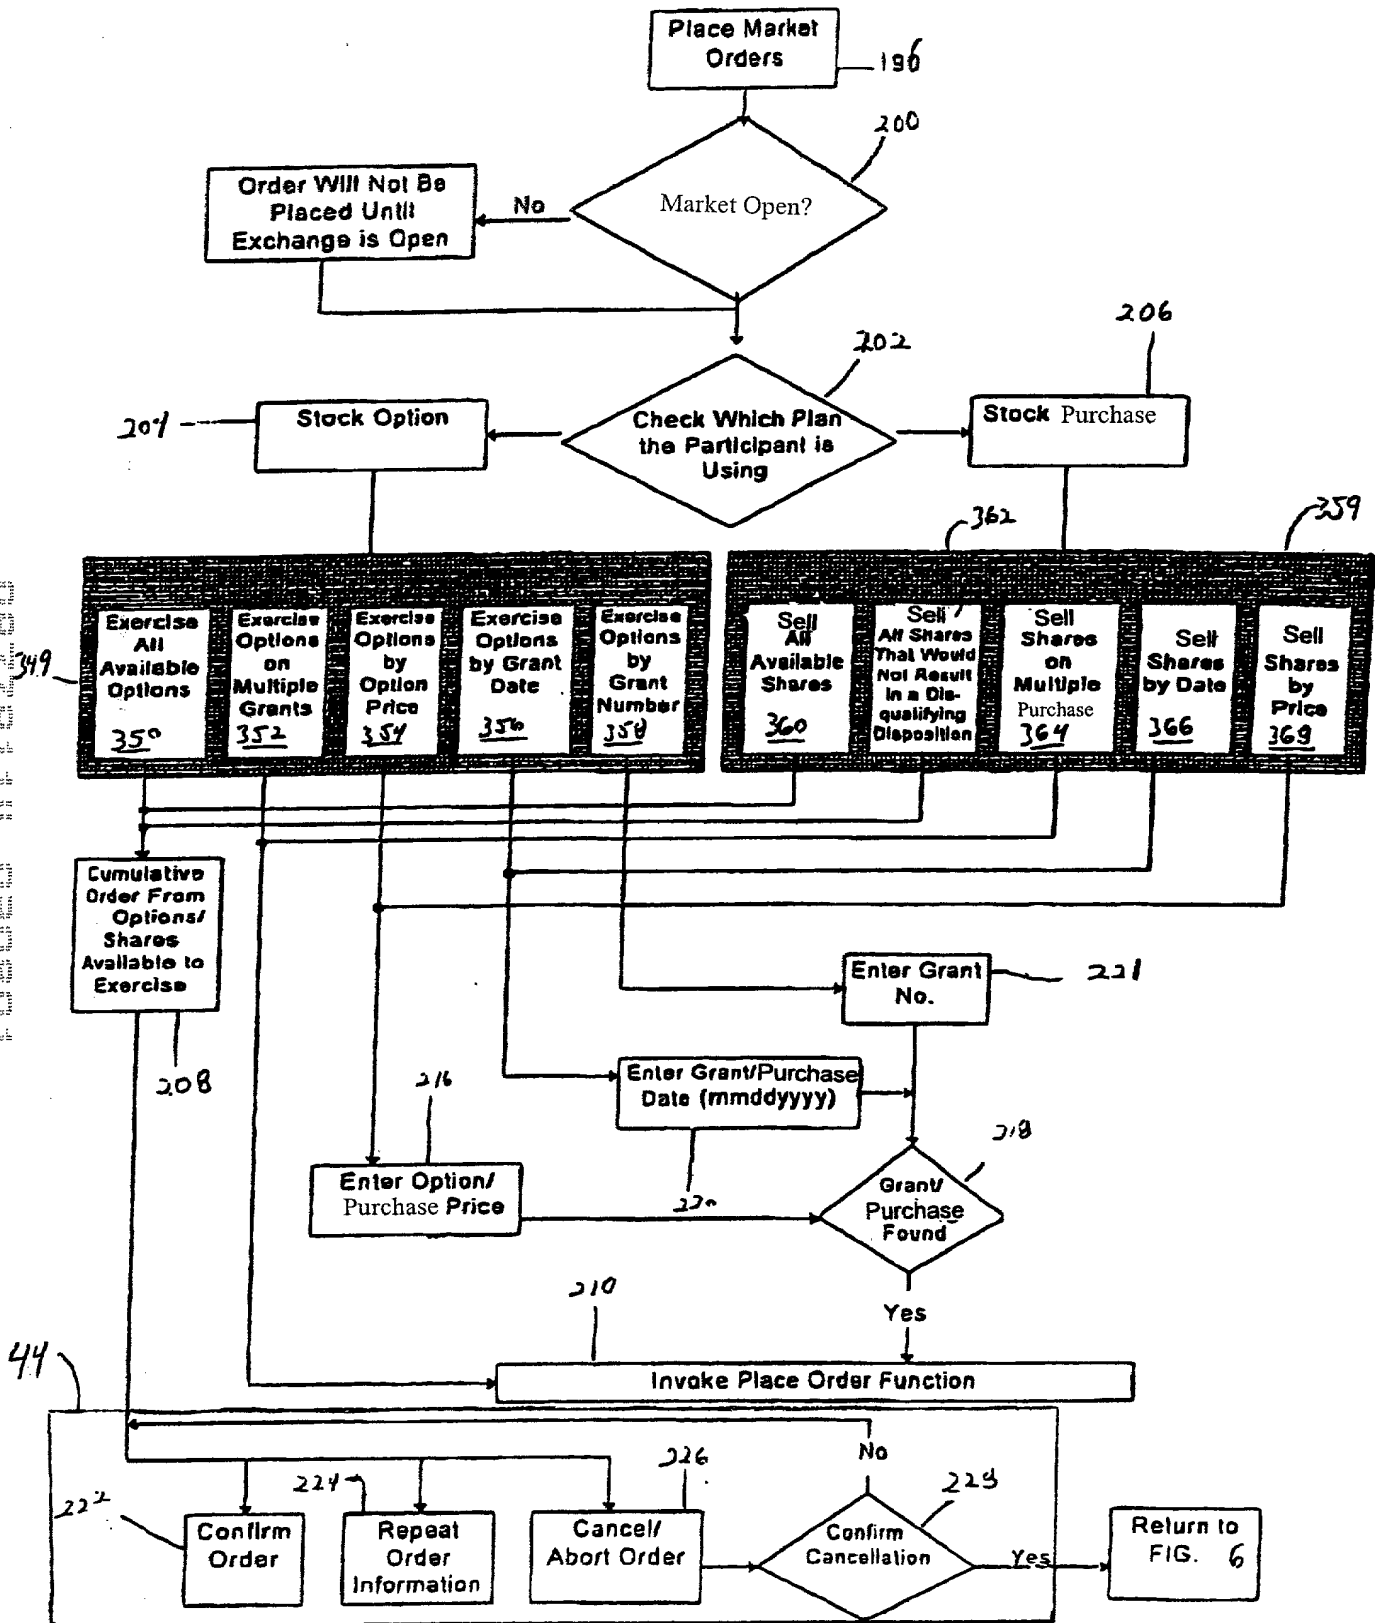 Place Market
Orders
196
200
Order Will Not Be
Placed Until
Exchange is Open
No
Market Open?
206
202
204
Stock Option
Check Which Plan
the Participant is
Using
Stock Purchase
362
359
349
Exercise
All
Available
Options
350
Exercise
Options
on
Multiple
Grants
352
Exercise
Options
by
Option
Price
354
Exercise
Options
by Grant
Date
356
Exercise
Options
by
Grant
Number
358
Sell
All
Available
Shares
360
Sell
All Shares
That Would
Not Result
in a Dis-
qualifying
Disposition
Sell
Shares
on
Multiple
Purchase
364
Sell
Shares
by Date
366
Sell
Shares
by
Price
368
Cumulative
Order From
Options/
Shares
Available to
Exercise
208
Enter Grant
No.
221
Enter Grant/Purchase
Date (mmddyyyy)
220
216
Enter Option/
Purchase Price
218
Grant/
Purchase
Found
Yes
210
Invoke Place Order Function
44
No
222
Confirm
Order
224
Repeat
Order
Information
226
Cancel/
Abort Order
228
Confirm
Cancellation
Yes
Return to
FIG. 6